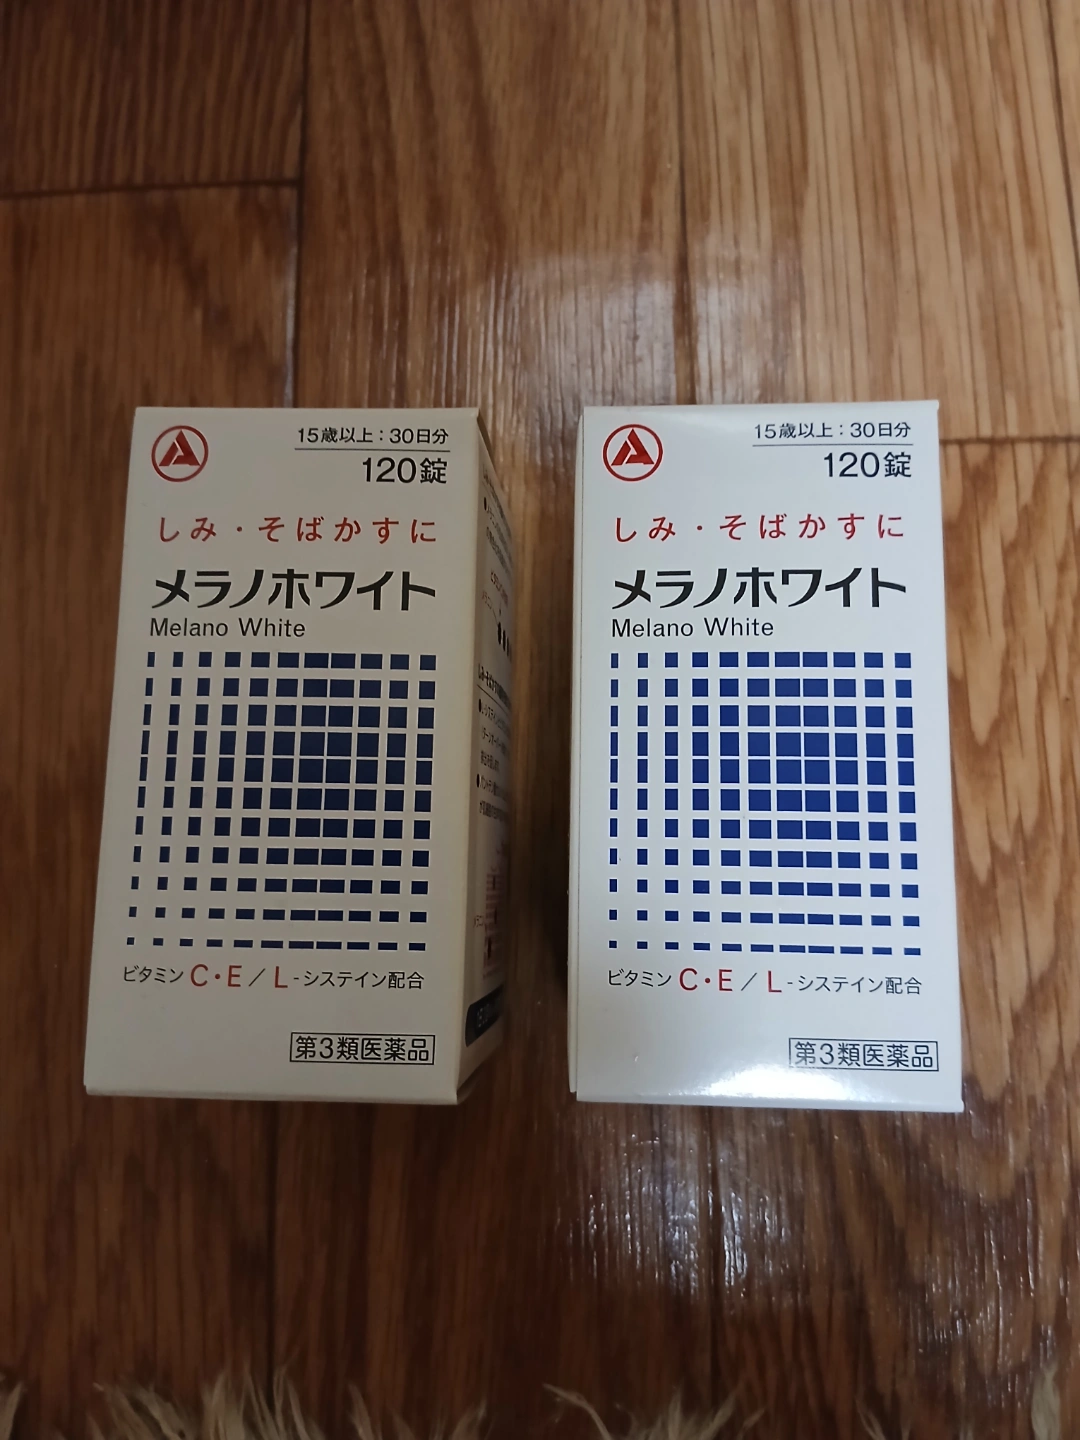 15歳以上：30日分
120錠
しみ・そばかすに
メラノホワイト
Melano White
ビタミンC・E／L-システイン配合
第3類医薬品
15歳以上：30日分
120錠
しみ・そばかすに
メラノホワイト
Melano White
ビタミンC・E／L-システイン配合
第3類医薬品